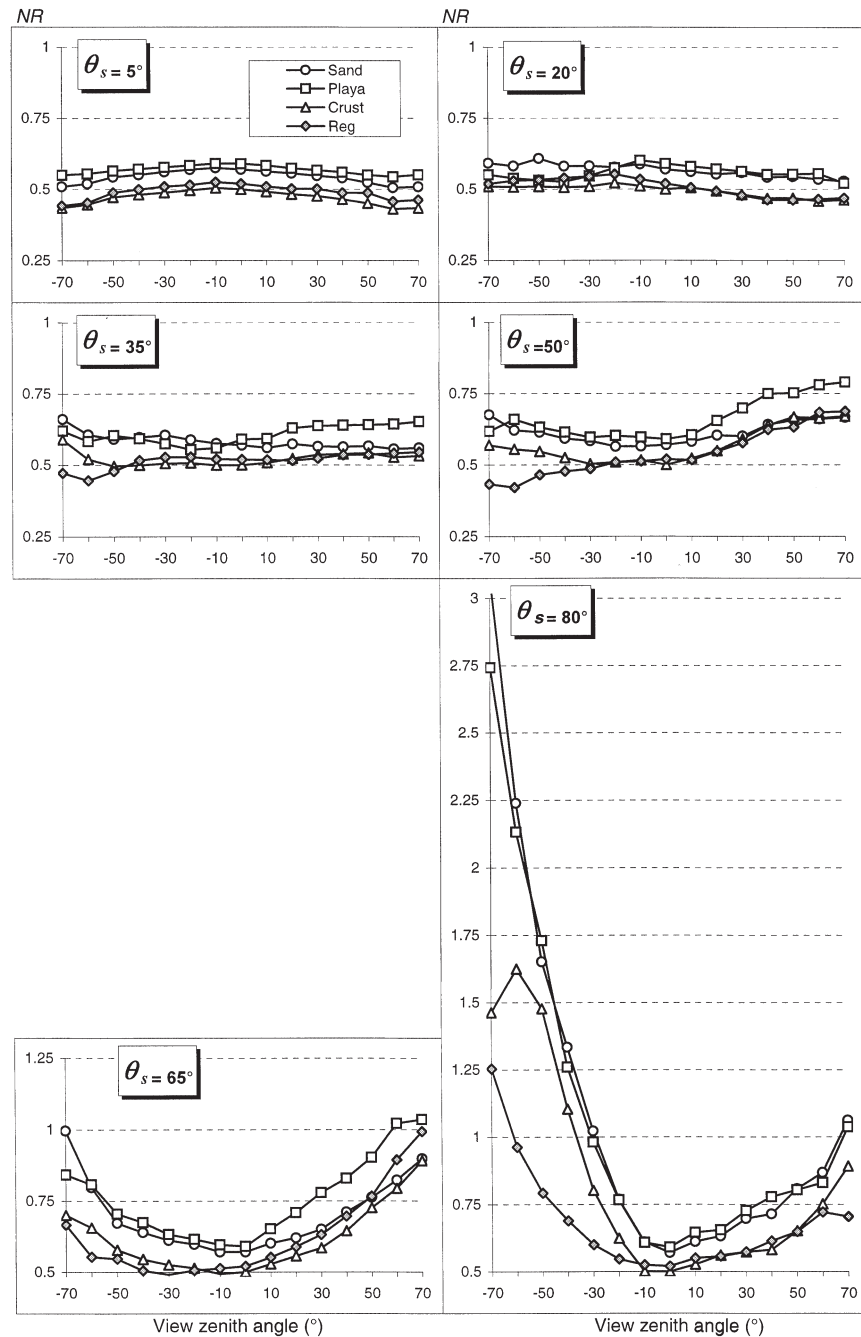 NR
NR
1
0.75
0.5
0.25
θs = 5°
Sand
Playa
Crust
Reg
-70 -50 -30 -10 10 30 50 70
1
0.75
0.5
0.25
θs = 20°
-70 -50 -30 -10 10 30 50 70
1
0.75
0.5
0.25
θs = 35°
-70 -50 -30 -10 10 30 50 70
1
0.75
0.5
0.25
θs =50°
-70 -50 -30 -10 10 30 50 70
3
2.75
2.5
2.25
2
1.75
1.5
1.25
1
0.75
0.5
θs = 80°
-70 -50 -30 -10 10 30 50 70
View zenith angle (°)
1.25
1
0.75
0.5
θs = 65°
-70 -50 -30 -10 10 30 50 70
View zenith angle (°)